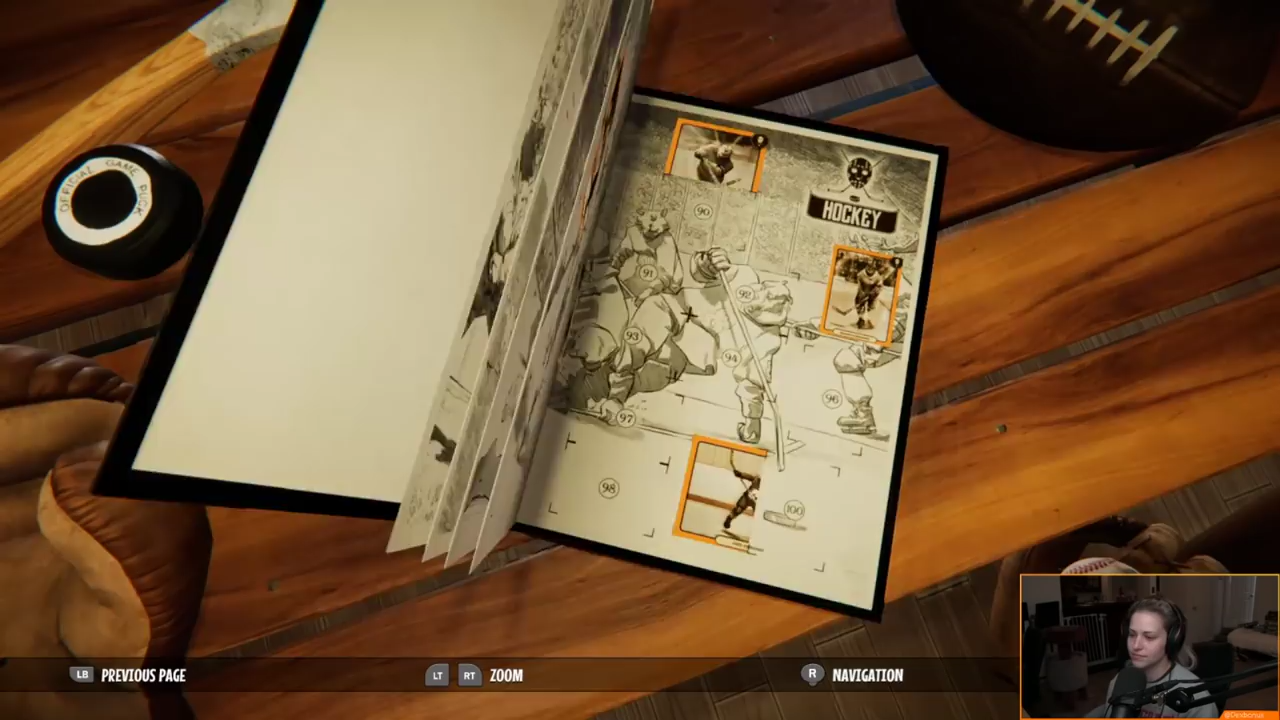 OFFICIAL GAME PUCK
HOCKEY
90
91
92
93
94
96
97
98
100
LB PREVIOUS PAGE
LT RT ZOOM
R NAVIGATION
@Dexbonus